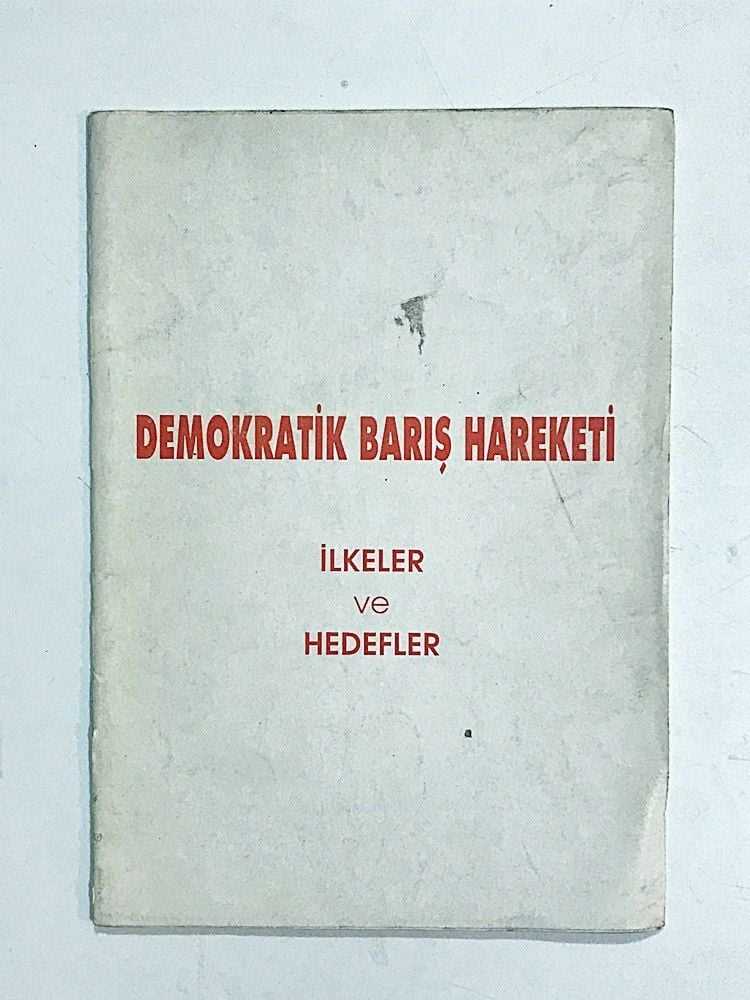 DEMOKRATİK BARIŞ HAREKETİ
İLKELER
ve
HEDEFLER